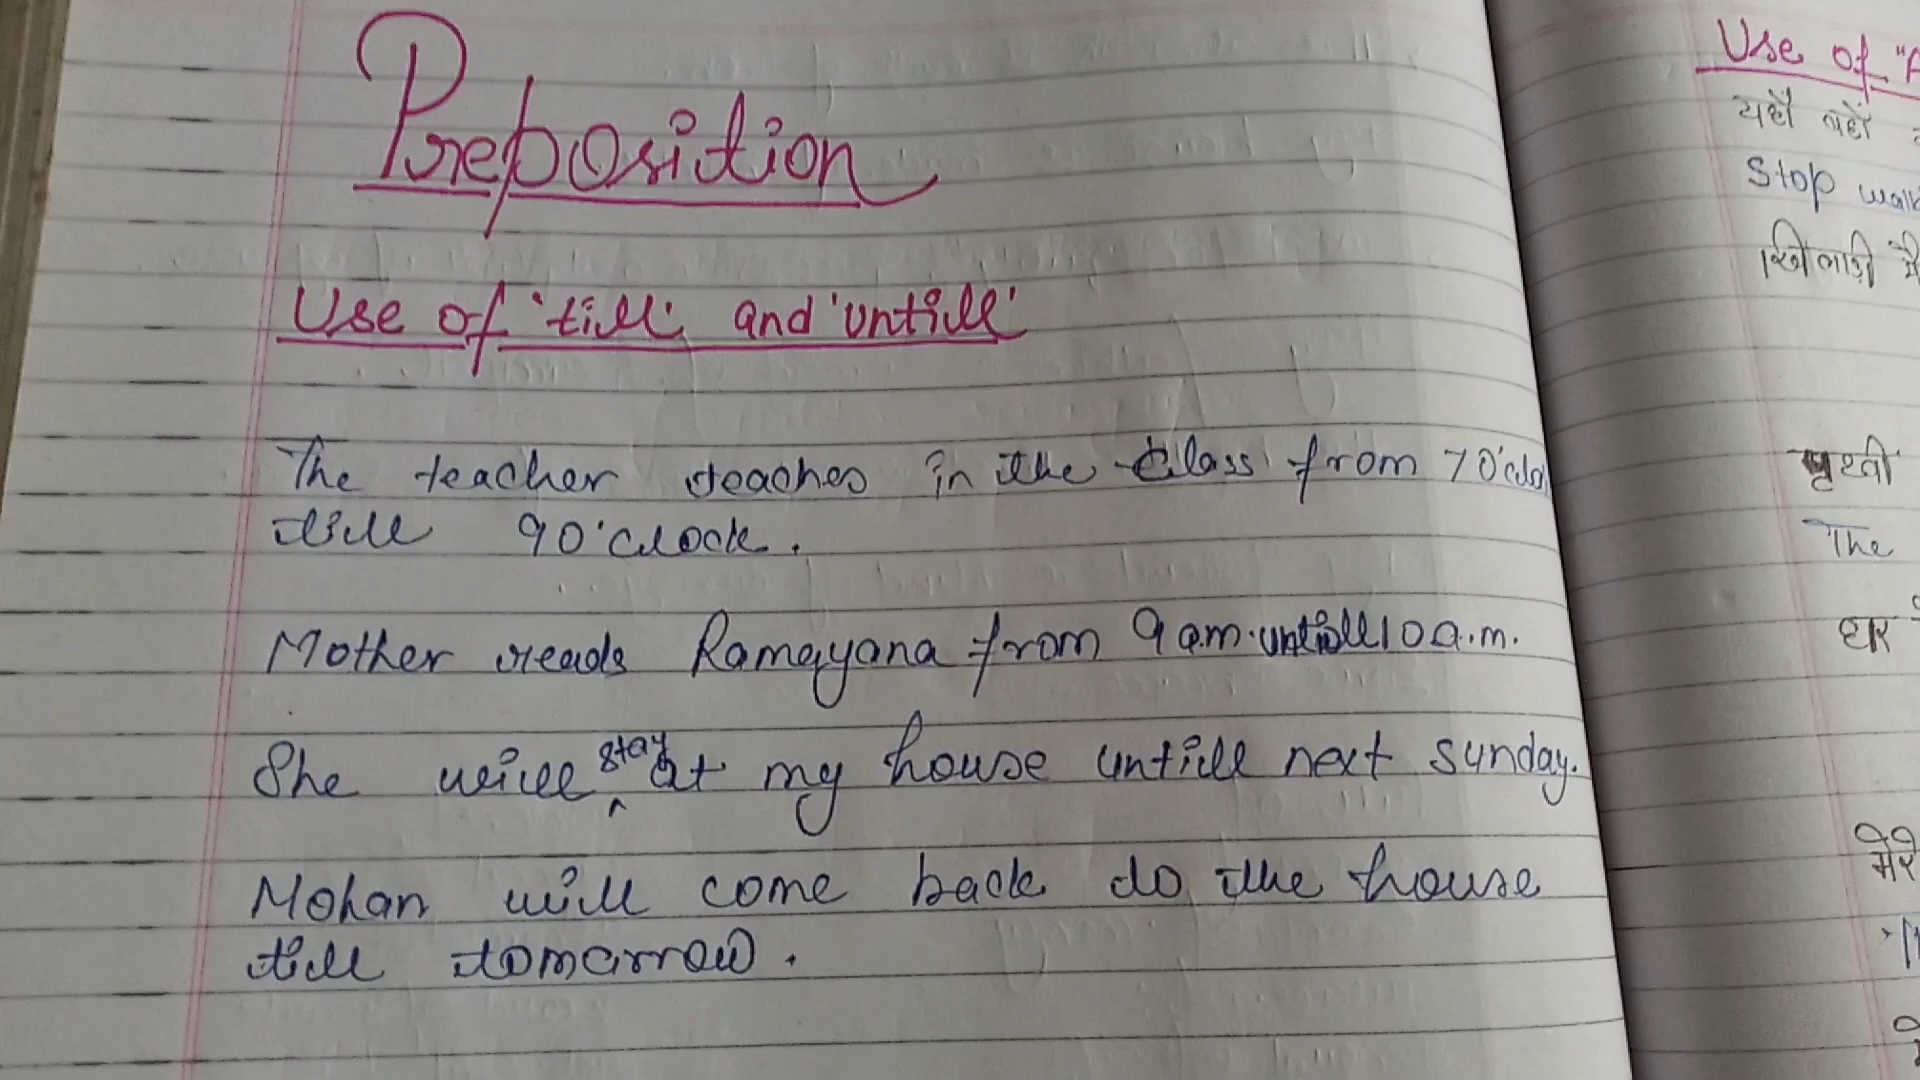 Preposition
Use of 'till' and 'untill'
The teacher teaches in the class from 7 O'clo
till 9 O'clock.
Mother reads Ramayana from 9 a.m. untill 10 a.m.
She will stay at my house untill next sunday.
Mohan will come back to the house
till tomorrow.
Use of "A
यहाँ वहाँ
Stop walk
खिलाड़ी मै
पृथ्वी
The
घर
मेरे